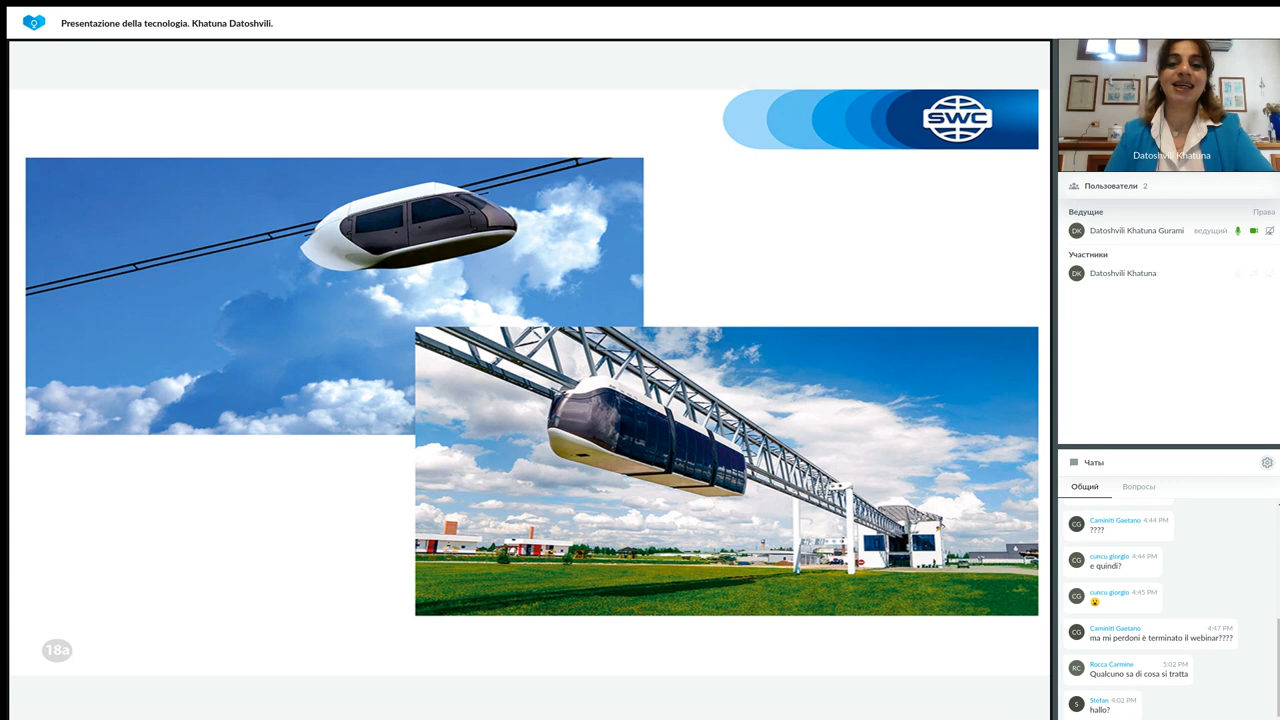 Presentazione della tecnologia. Khatuna Datoshvili.
SWC
18a
Datoshvili Khatuna
Пользователи 2
Ведущие Права
DK Datoshvili Khatuna Gurami ведущий
Участники
DK Datoshvili Khatuna
Чаты
Общий Вопросы
CG Caminiti Gaetano 4:44 PM
????
CG cuncu giorgio 4:44 PM
e quindi?
CG cuncu giorgio 4:45 PM
😮
CG Caminiti Gaetano 4:47 PM
ma mi perdoni è terminato il webinar????
RC Rocca Carmine 5:02 PM
Qualcuno sa di cosa si tratta
S Stefan 4:02 PM
hallo?